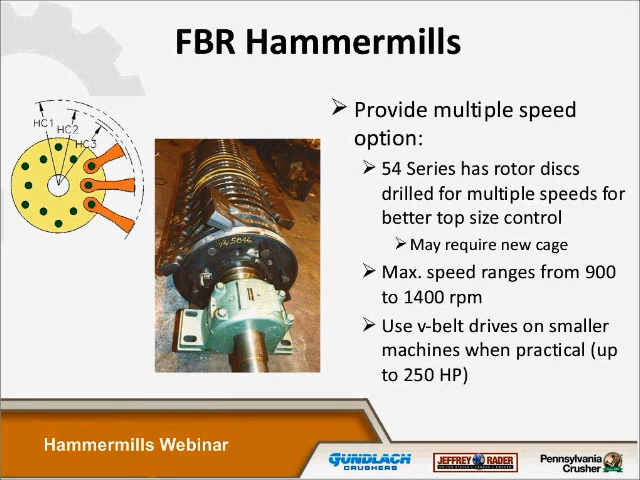 FBR Hammermills
HC1
HC2
HC3
YN 5846
➢ Provide multiple speed
option:
➢ 54 Series has rotor discs
drilled for multiple speeds for
better top size control
➢ May require new cage
➢ Max. speed ranges from 900
to 1400 rpm
➢ Use v-belt drives on smaller
machines when practical (up
to 250 HP)
Hammermills Webinar
GUNDLACH
CRUSHERS
JEFFREY RADER
Pennsylvania
Crusher